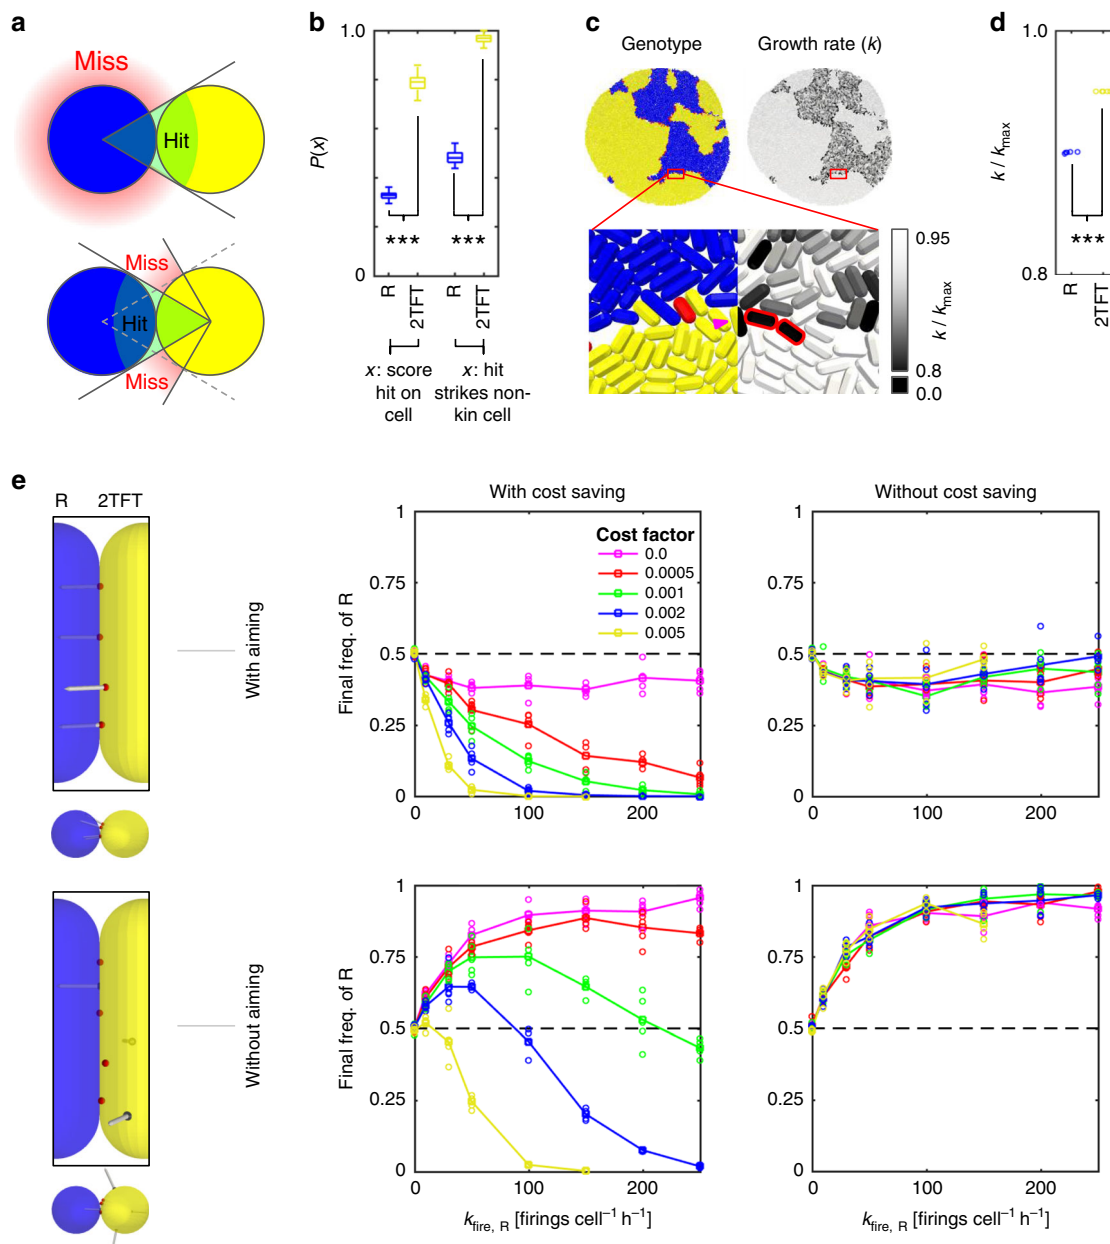 a
Miss
Hit
Miss
Hit
Miss
b
1.0
P(x)
0
***
***
R
2TFT
R
2TFT
x: score
hit on
cell
x: hit
strikes non-
kin cell
c
Genotype
Growth rate (k)
0.95
k / kmax
0.8
0.0
d
1.0
k / kmax
0.8
***
R
2TFT
e
R
2TFT
With aiming
Without aiming
With cost saving
Without cost saving
Final freq. of R
1
0.75
0.5
0.25
0
0
100
200
Cost factor
0.0
0.0005
0.001
0.002
0.005
1
0.75
0.5
0.25
0
0
100
200
Final freq. of R
1
0.75
0.5
0.25
0
0
100
200
kfire, R [firings cell⁻¹ h⁻¹]
1
0.75
0.5
0.25
0
0
100
200
kfire, R [firings cell⁻¹ h⁻¹]